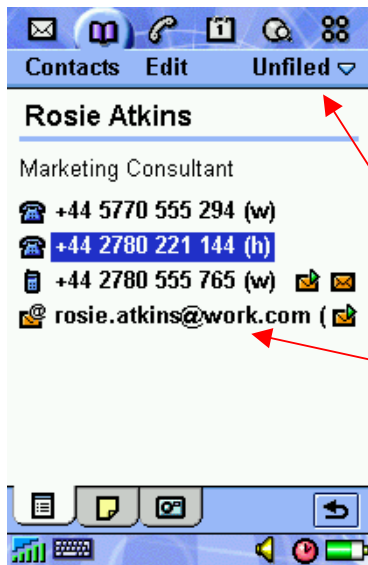 1
Contacts Edit Unfiled
Rosie Atkins
Marketing Consultant
+44 5770 555 294 (w)
+44 2780 221 144 (h)
+44 2780 555 765 (w)
rosie.atkins@work.com (